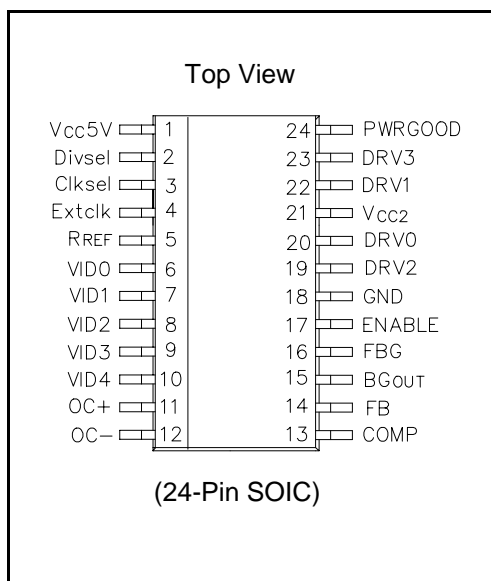 Top View
Vcc5V 1 24 PWRGOOD
Divsel 2 23 DRV3
Clksel 3 22 DRV1
Extclk 4 21 VCC2
RREF 5 20 DRV0
VID0 6 19 DRV2
VID1 7 18 GND
VID2 8 17 ENABLE
VID3 9 16 FBG
VID4 10 15 BGOUT
OC+ 11 14 FB
OC- 12 13 COMP
(24-Pin SOIC)